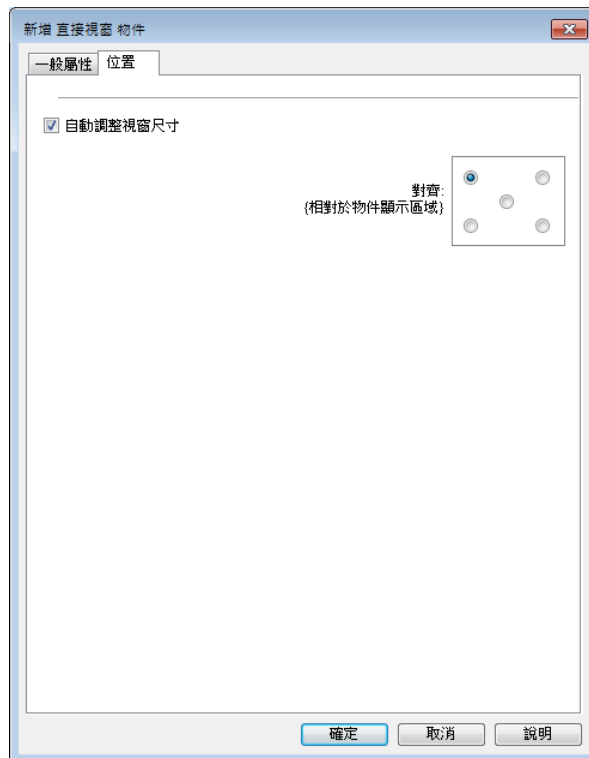 新增 直接視窗 物件
一般屬性 位置
自動調整視窗尺寸
對齊:
{相對於物件顯示區域}
確定 取消 說明